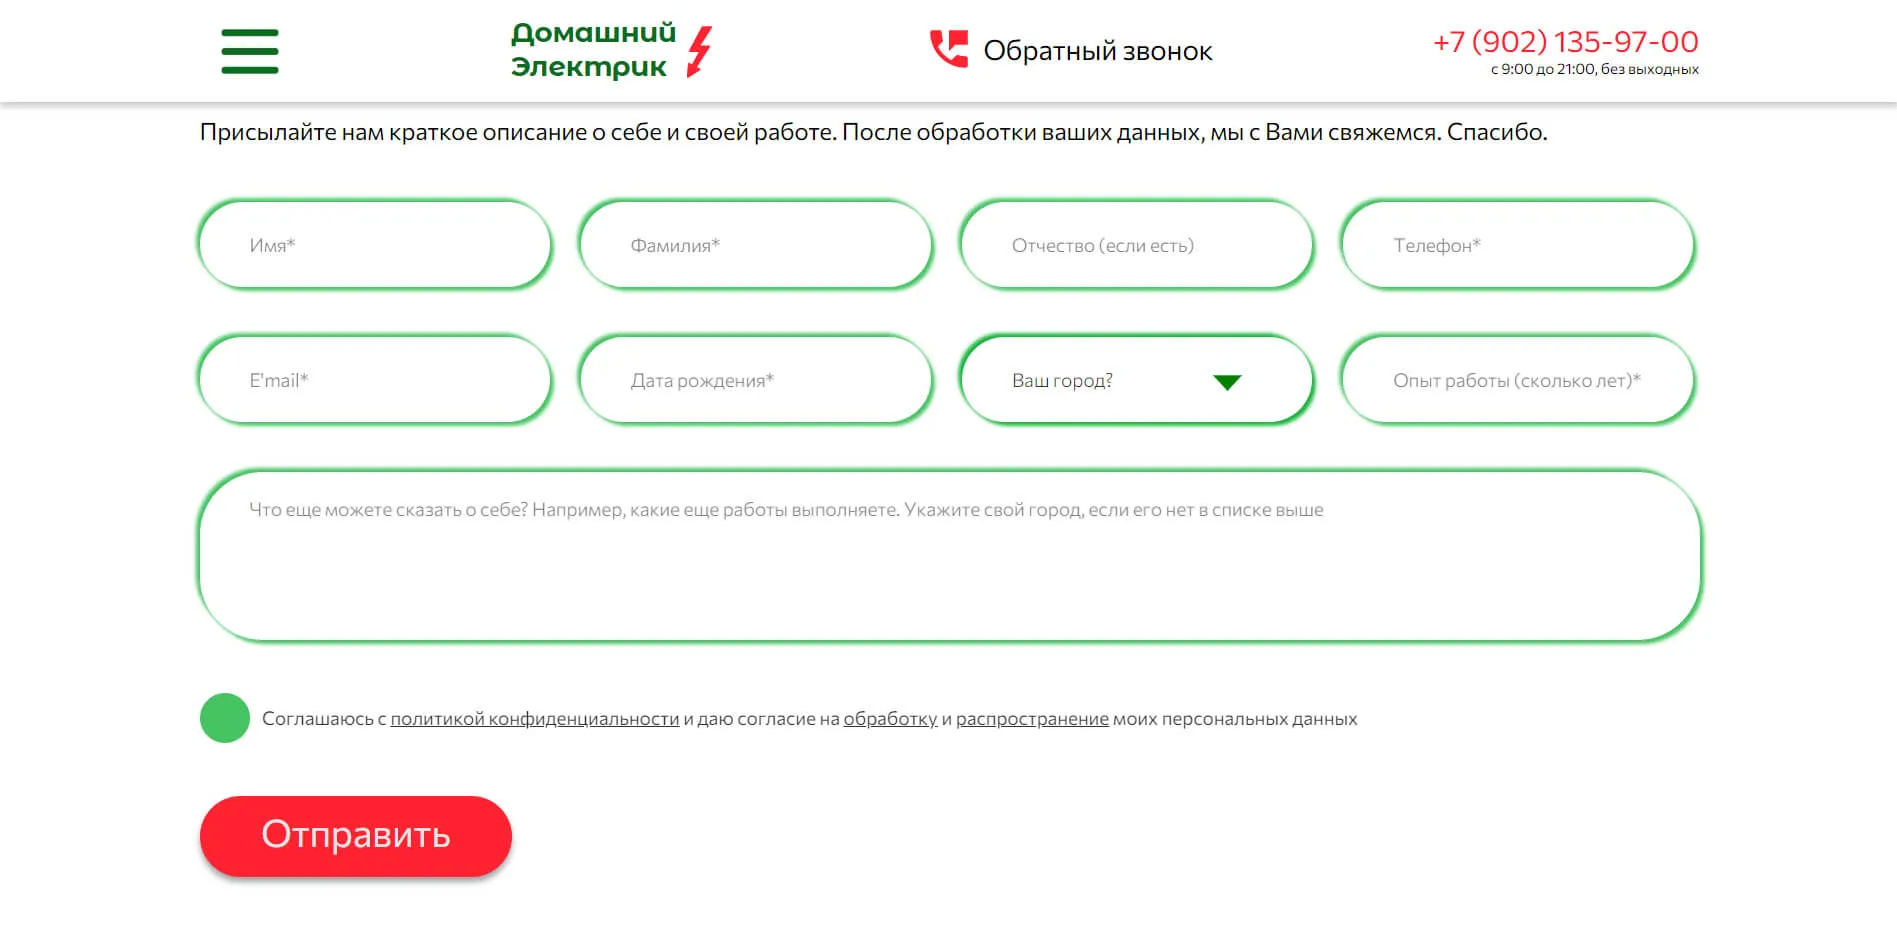 Домашний
Электрик
Обратный звонок
+7 (902) 135-97-00
с 9:00 до 21:00, без выходных
Присылайте нам краткое описание о себе и своей работе. После обработки ваших данных, мы с Вами свяжемся. Спасибо.
Имя*
Фамилия*
Отчество (если есть)
Телефон*
E'mail*
Дата рождения*
Ваш город?
Опыт работы (сколько лет)*
Что еще можете сказать о себе? Например, какие еще работы выполняете. Укажите свой город, если его нет в списке выше
Соглашаюсь с политикой конфиденциальности и даю согласие на обработку и распространение моих персональных данных
Отправить